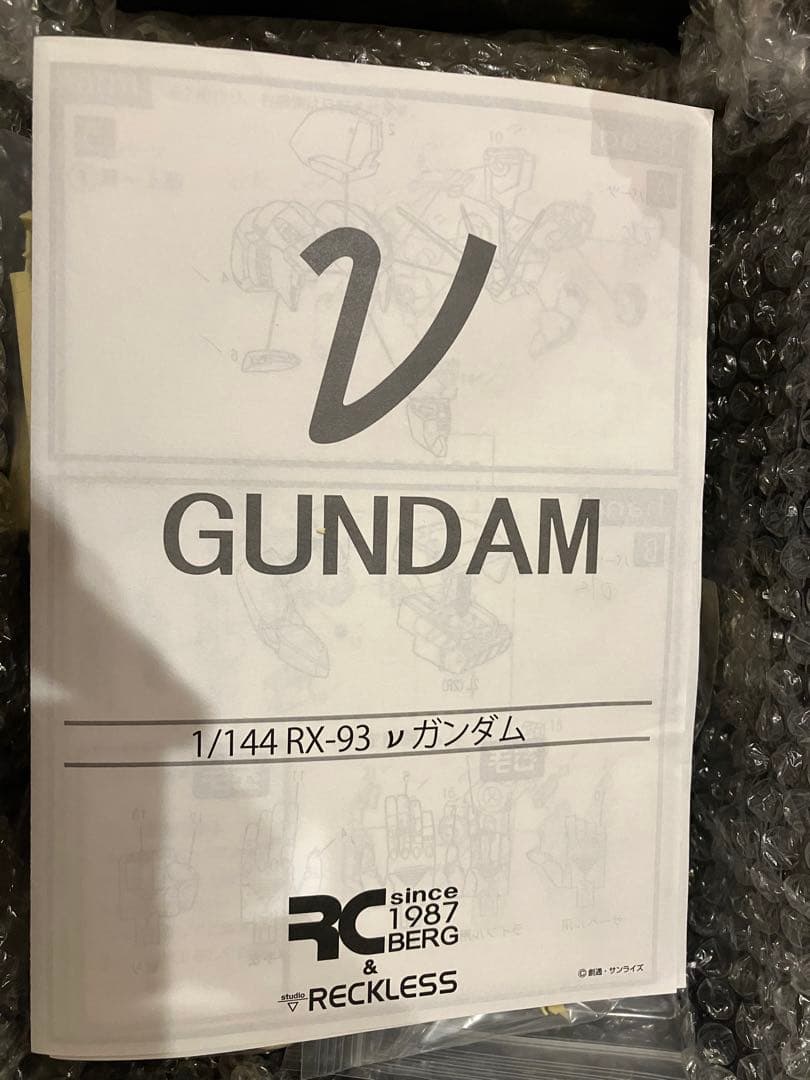 ν
GUNDAM
1/144 RX-93 νガンダム
RC since 1987 BERG
&
studio RECKLESS
©創通・サンライズ